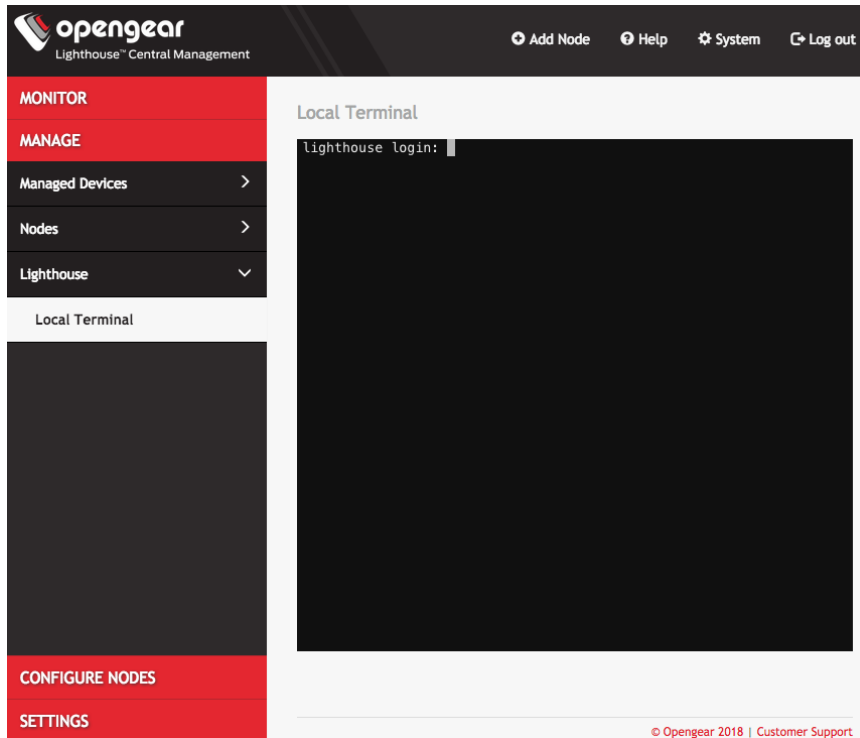 opengear
Lighthouse™ Central Management
Add Node Help System Log out
MONITOR
MANAGE
Managed Devices
Nodes
Lighthouse
Local Terminal
CONFIGURE NODES
SETTINGS
Local Terminal
lighthouse login:
© Opengear 2018 | Customer Support